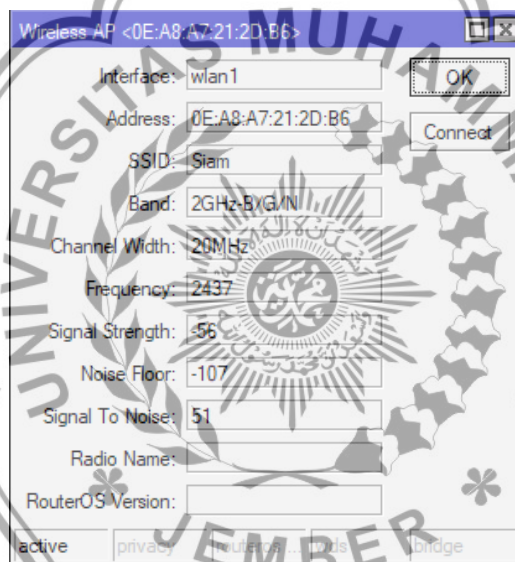 Wireless AP <0E:A8:A7:21:2D:B6>
Interface: wlan1
OK
Address: 0E:A8:A7:21:2D:B6
Connect
SSID: Siam
Band: 2GHz-B/G/N
Channel Width: 20MHz
Frequency: 2437
Signal Strength: -56
Noise Floor: -107
Signal To Noise: 51
Radio Name:
RouterOS Version:
active privacy routeros ... wds bridge
UNIVERSITAS MUHAM
JEMBER